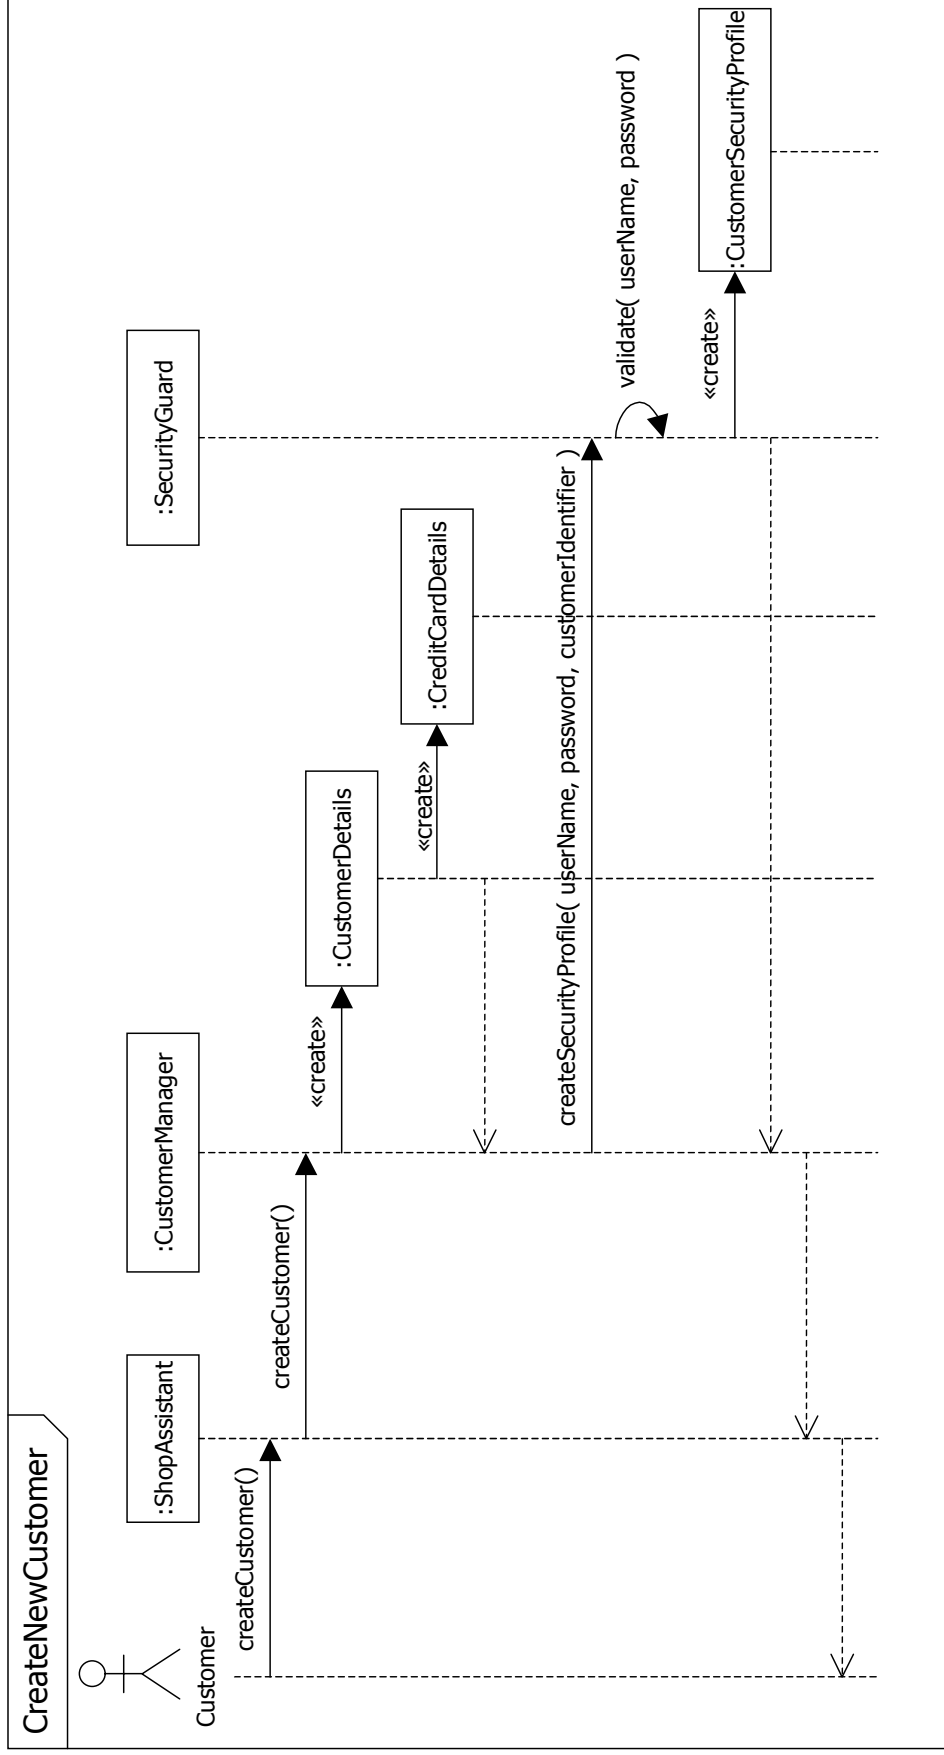 CreateNewCustomer
Customer
:ShopAssistant
:CustomerManager
:SecurityGuard
createCustomer()
createCustomer()
«create»
:CustomerDetails
«create»
:CreditCardDetails
createSecurityProfile( userName, password, customerIdentifier )
validate( userName, password )
«create»
:CustomerSecurityProfile